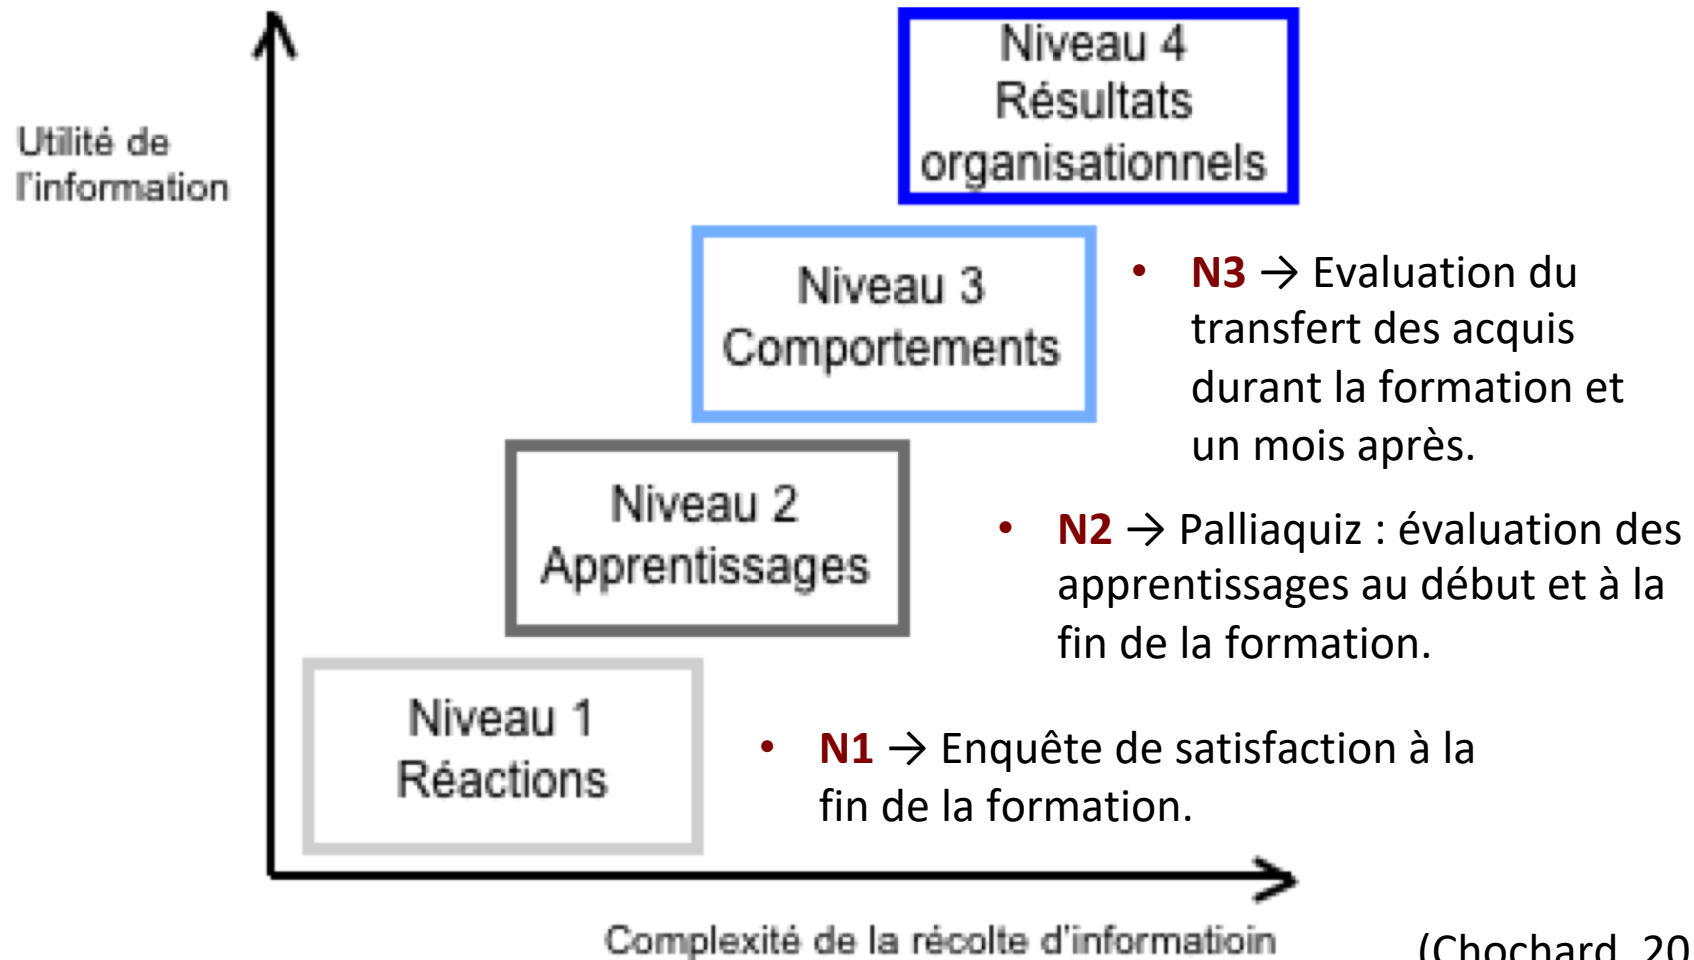 Niveau 4
Résultats
organisationnels
Utilité de
l'information
Niveau 3
Comportements
• N3 → Evaluation du
transfert des acquis
durant la formation et
un mois après.
Niveau 2
Apprentissages
• N2 → Palliaquiz : évaluation des
apprentissages au début et à la
fin de la formation.
Niveau 1
Réactions
• N1 → Enquête de satisfaction à la
fin de la formation.
Complexité de la récolte d'informatioin
(Chochard, 20